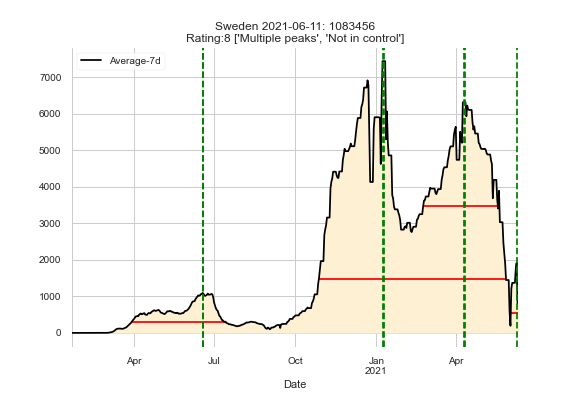 Sweden 2021-06-11: 1083456
Rating:8 ['Multiple peaks', 'Not in control']
Average-7d
7000
6000
5000
4000
3000
2000
1000
0
Apr Jul Oct Jan Apr
2021
Date